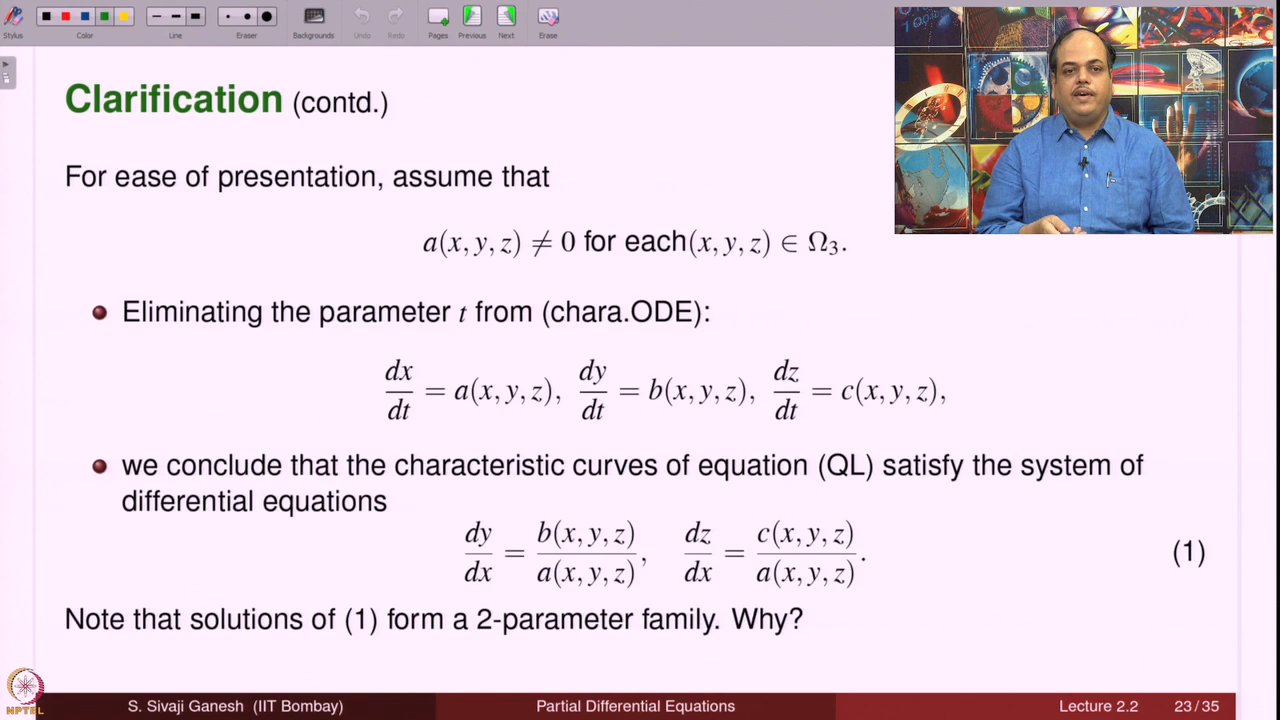 Stylus
Color
Line
Eraser
Backgrounds
Undo
Redo
Pages
Previous
Next
Erase
Clarification (contd.)
For ease of presentation, assume that
a(x, y, z) ≠ 0 for each(x, y, z) ∈ Ω₃.
Eliminating the parameter t from (chara.ODE):
dx/dt = a(x, y, z), dy/dt = b(x, y, z), dz/dt = c(x, y, z),
we conclude that the characteristic curves of equation (QL) satisfy the system of
differential equations
dy/dx = b(x, y, z)/a(x, y, z), dz/dx = c(x, y, z)/a(x, y, z). (1)
Note that solutions of (1) form a 2-parameter family. Why?
NPTEL
S. Sivaji Ganesh (IIT Bombay) Partial Differential Equations Lecture 2.2 23 / 35